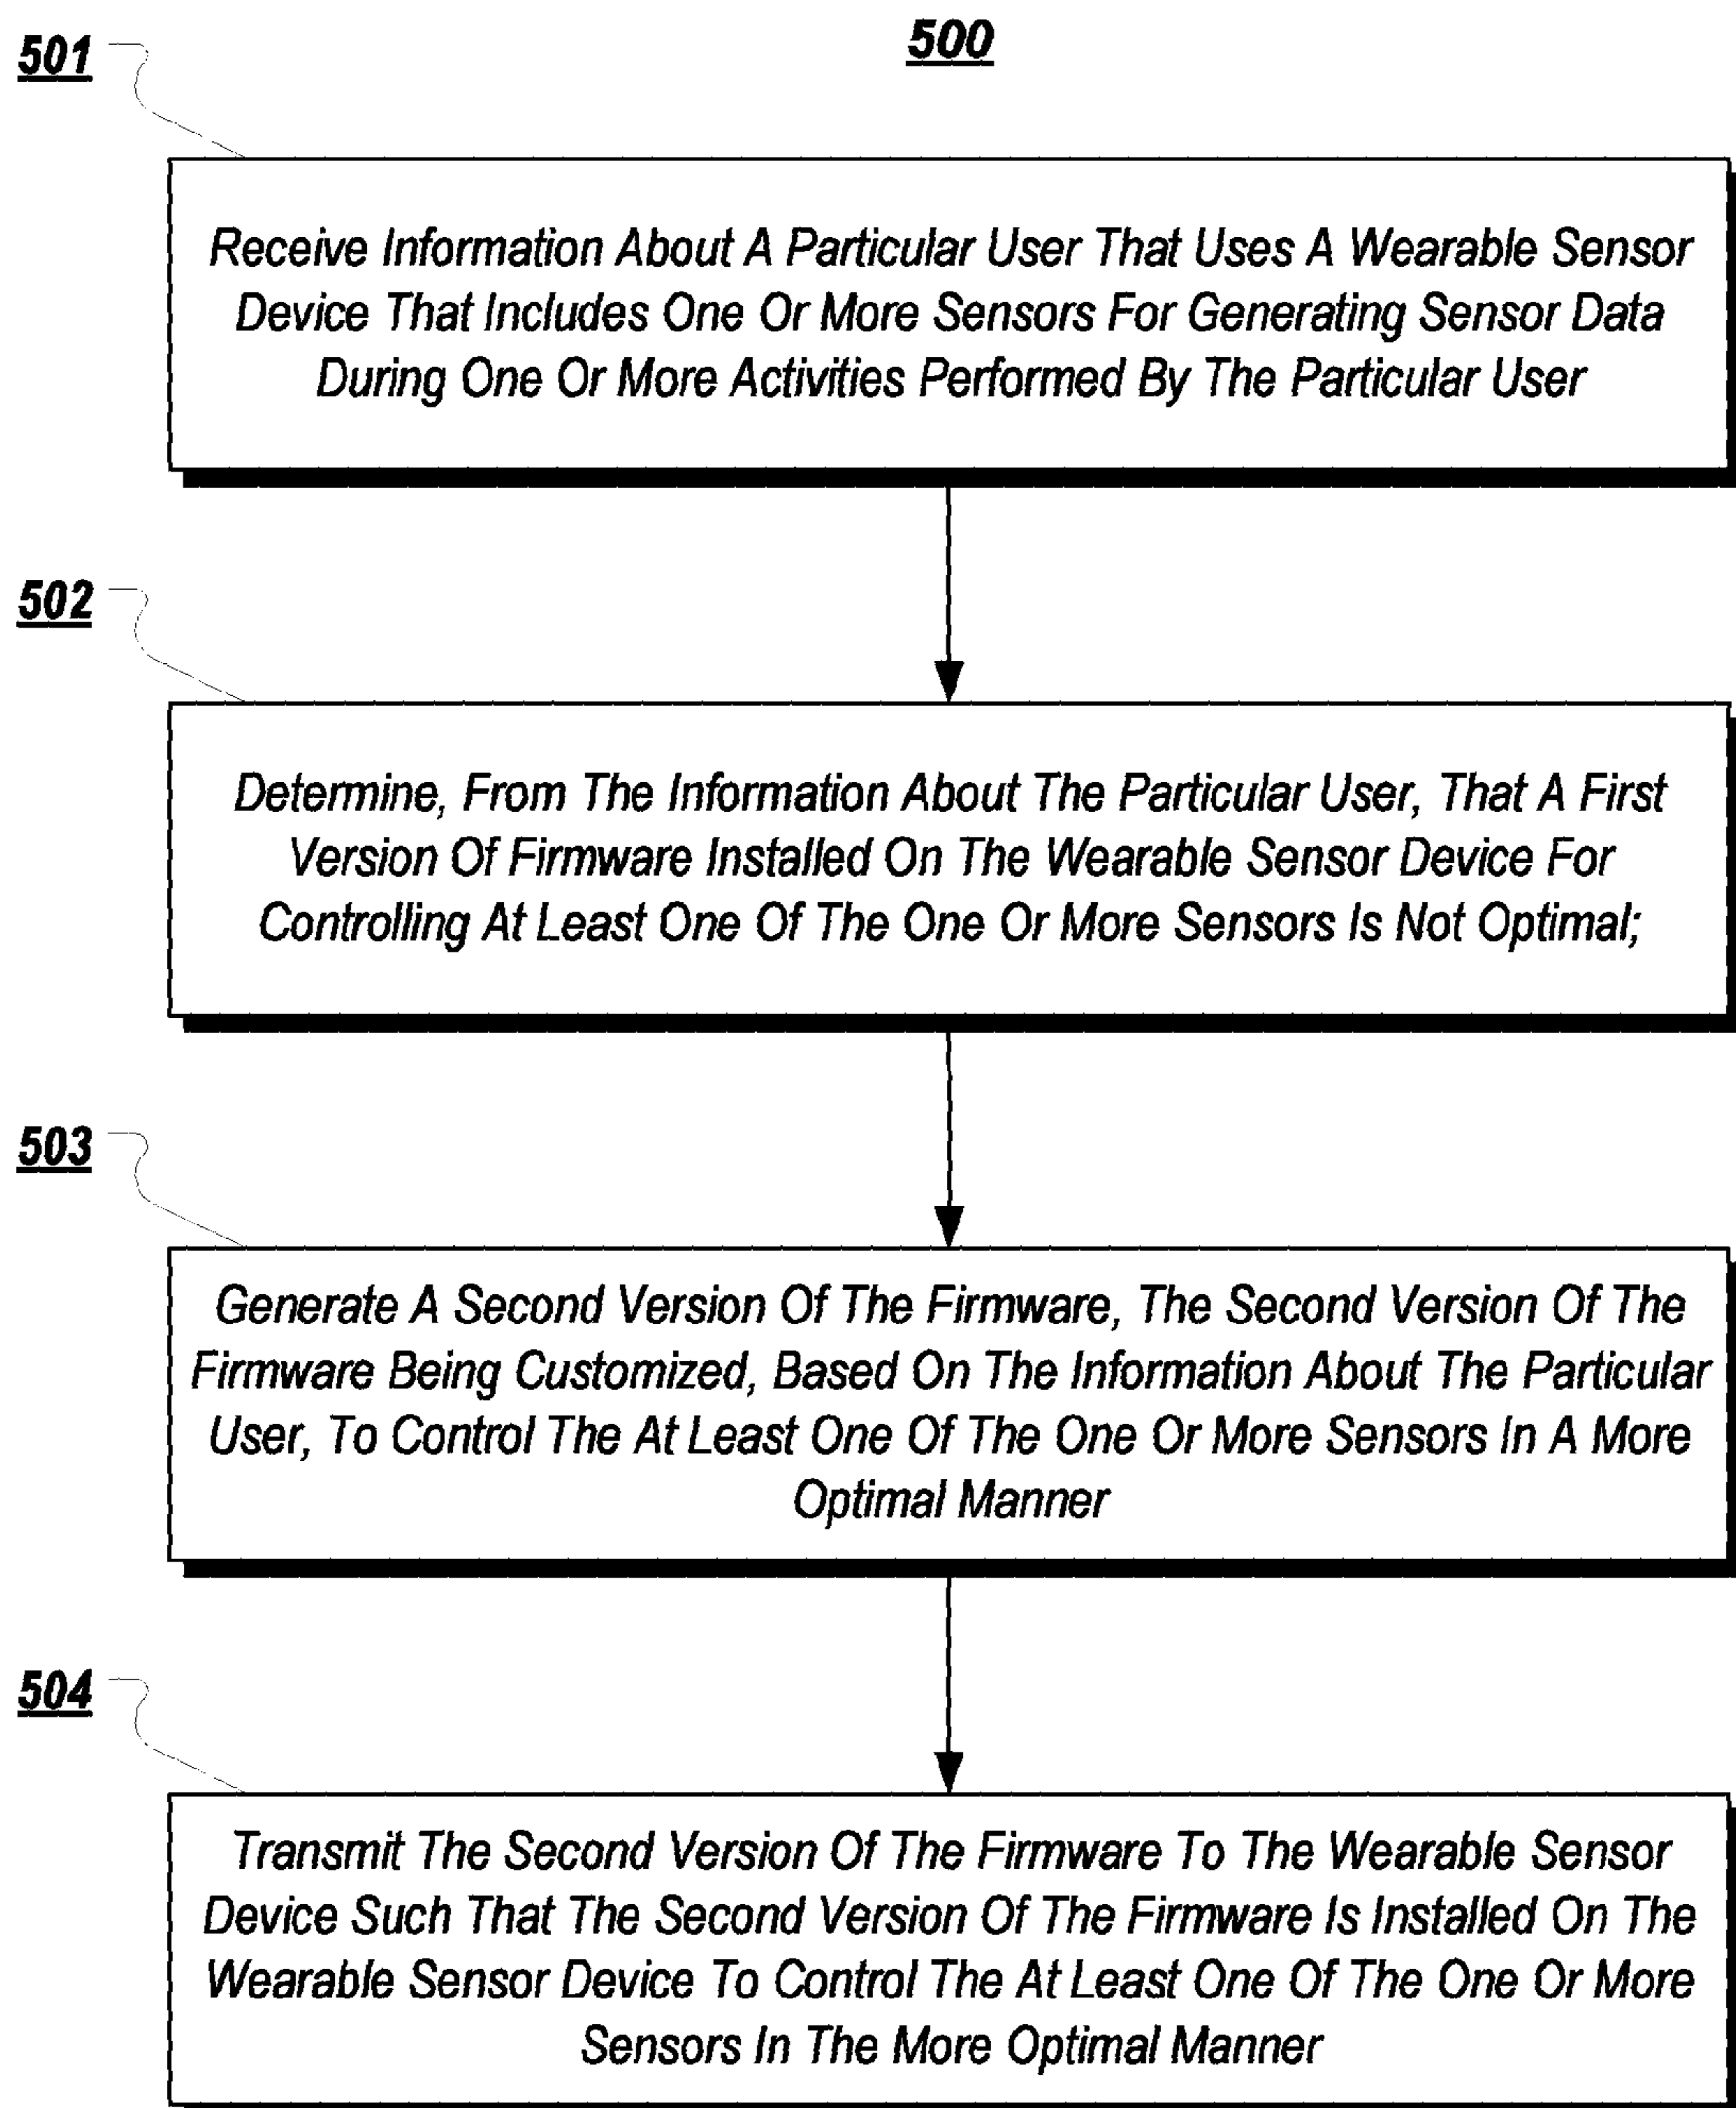 500
501
Receive Information About A Particular User That Uses A Wearable Sensor
Device That Includes One Or More Sensors For Generating Sensor Data
During One Or More Activities Performed By The Particular User
502
Determine, From The Information About The Particular User, That A First
Version Of Firmware Installed On The Wearable Sensor Device For
Controlling At Least One Of The One Or More Sensors Is Not Optimal;
503
Generate A Second Version Of The Firmware, The Second Version Of The
Firmware Being Customized, Based On The Information About The Particular
User, To Control The At Least One Of The One Or More Sensors In A More
Optimal Manner
504
Transmit The Second Version Of The Firmware To The Wearable Sensor
Device Such That The Second Version Of The Firmware Is Installed On The
Wearable Sensor Device To Control The At Least One Of The One Or More
Sensors In The More Optimal Manner